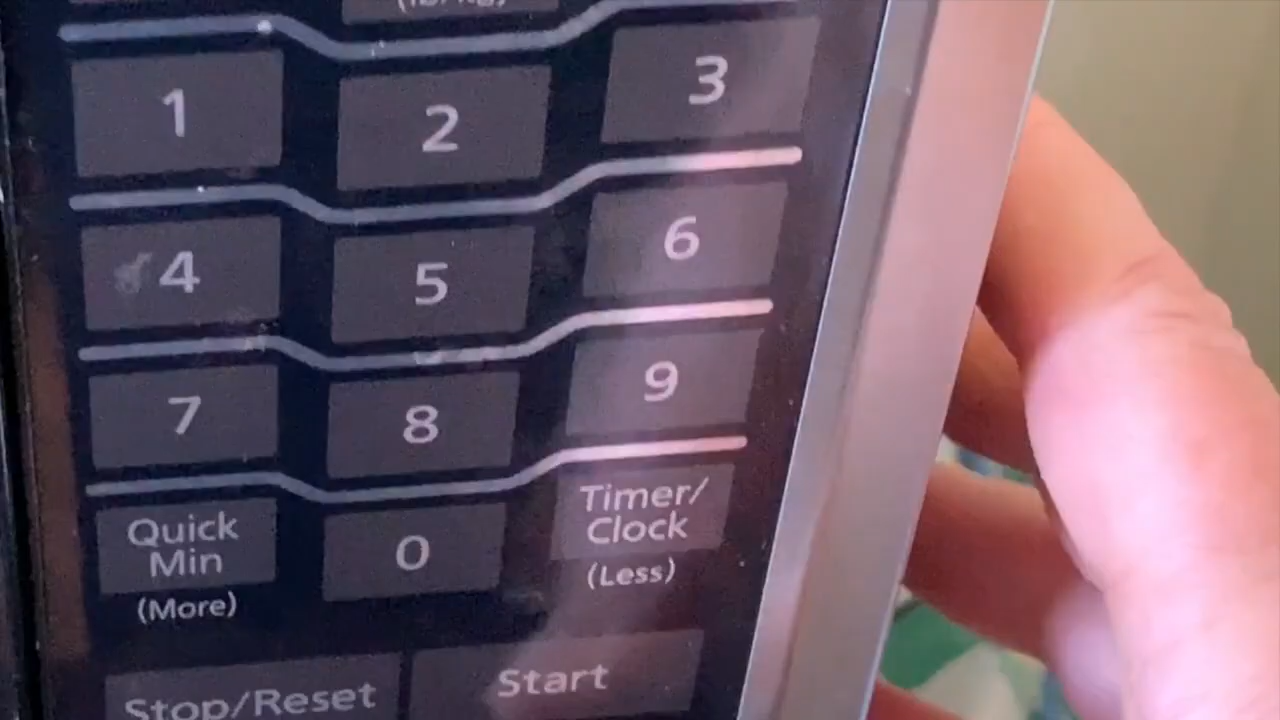 1 2 3
4 5 6
7 8 9
Quick
Min
(More)
0
Timer/
Clock
(Less)
Stop/Reset
Start